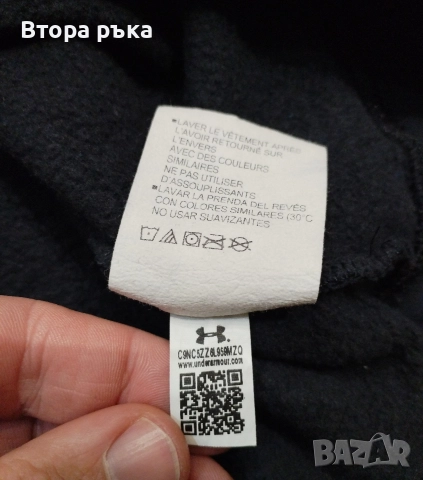 Втора ръка
•LAVER LE VÊTEMENT APRÈS
L'AVOIR RETOURNÉ SUR
L'ENVERS
AVEC DES COULEURS
SIMILAIRES
NE PAS UTILISER
D'ASSOUPLISSANTS
•LAVAR LA PRENDA DEL REVÉS
CON COLORES SIMILARES (30°C
NO USAR SUAVIZANTES
www.underarmour.com
BAZAR